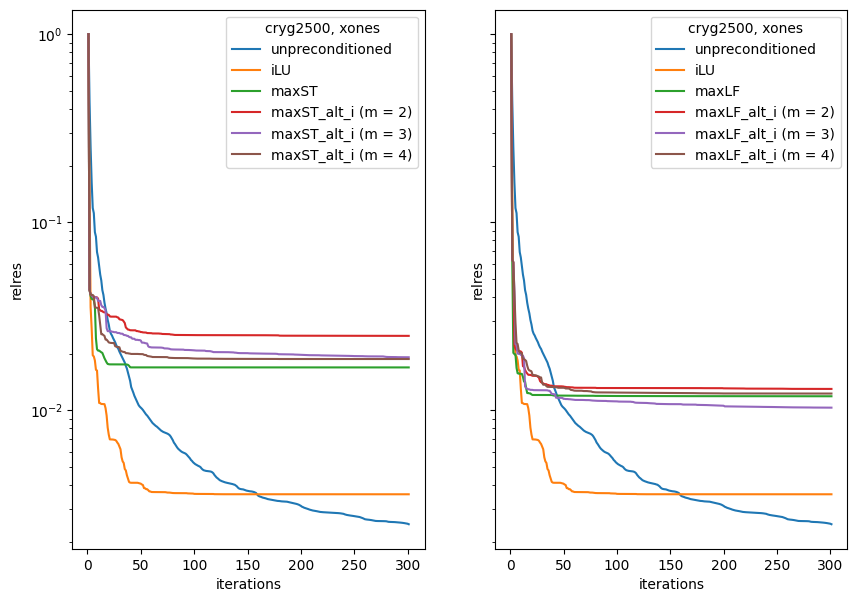 cryg2500, xones
unpreconditioned
iLU
maxST
maxST_alt_i (m = 2)
maxST_alt_i (m = 3)
maxST_alt_i (m = 4)
relres
10⁰
10⁻¹
10⁻²
0 50 100 150 200 250 300
iterations
cryg2500, xones
unpreconditioned
iLU
maxLF
maxLF_alt_i (m = 2)
maxLF_alt_i (m = 3)
maxLF_alt_i (m = 4)
relres
0 50 100 150 200 250 300
iterations